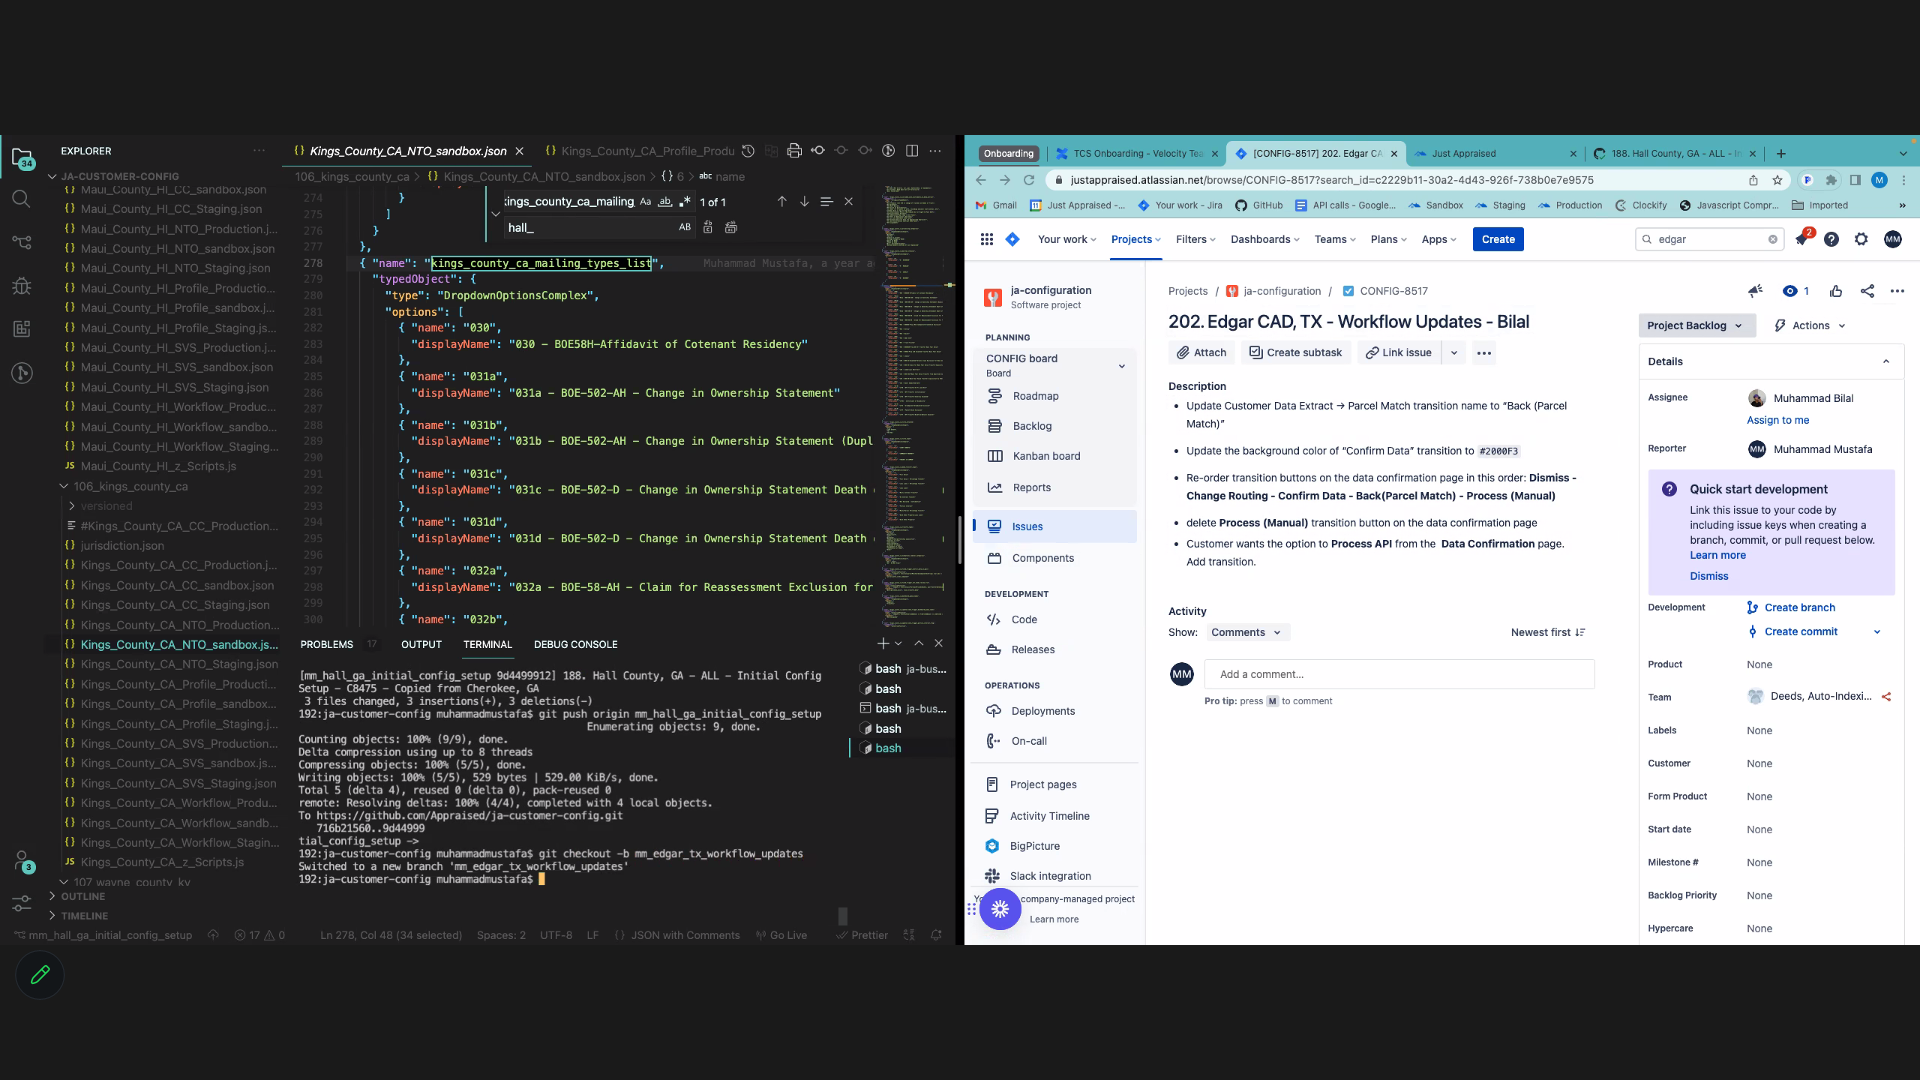 EXPLORER
JA-CUSTOMER-CONFIG
Maui_County_HI_CC_sandbox.json
Maui_County_HI_CC_Staging.json
Maui_County_HI_NTO_Production.json
Maui_County_HI_NTO_sandbox.json
Maui_County_HI_NTO_Staging.json
Maui_County_HI_Profile_Productio...
Maui_County_HI_Profile_sandbox.j...
Maui_County_HI_Profile_Staging.js...
Maui_County_HI_SVS_Production.j...
Maui_County_HI_SVS_sandbox.json
Maui_County_HI_SVS_Staging.json
Maui_County_HI_Workflow_Produc...
Maui_County_HI_Workflow_sandbo...
Maui_County_HI_Workflow_Staging...
JS Maui_County_HI_z_Scripts.js
106_kings_county_ca
versioned
#Kings_County_CA_CC_Production...
jurisdiction.json
Kings_County_CA_CC_Production.j...
Kings_County_CA_CC_sandbox.json
Kings_County_CA_CC_Staging.json
Kings_County_CA_NTO_Production...
Kings_County_CA_NTO_sandbox.js...
Kings_County_CA_NTO_Staging.json
Kings_County_CA_Profile_Producti...
Kings_County_CA_Profile_sandbox...
Kings_County_CA_Profile_Staging.j...
Kings_County_CA_SVS_Production...
Kings_County_CA_SVS_sandbox.js...
Kings_County_CA_SVS_Staging.json
Kings_County_CA_Workflow_Produ...
Kings_County_CA_Workflow_sandb...
Kings_County_CA_Workflow_Stagin...
JS Kings_County_CA_z_Scripts.js
107_wayne_county_ky
OUTLINE
TIMELINE
34
3
Kings_County_CA_NTO_sandbox.json
Kings_County_CA_Profile_Produ
106_kings_county_ca > {} Kings_County_CA_NTO_sandbox.json > {} 6 > abc name
:ings_county_ca_mailing Aa ab .* 1 of 1
hall_ AB
274 }
275 ]
276 }
277 },
278 { "name": "kings_county_ca_mailing_types_list", Muhammad Mustafa, a year a
279 "typedObject": {
280 "type": "DropdownOptionsComplex",
281 "options": [
282 { "name": "030",
283 "displayName": "030 - BOE58H-Affidavit of Cotenant Residency"
284 },
285 { "name": "031a",
286 "displayName": "031a - BOE-502-AH - Change in Ownership Statement"
287 },
288 { "name": "031b",
289 "displayName": "031b - BOE-502-AH - Change in Ownership Statement (Dupl
290 },
291 { "name": "031c",
292 "displayName": "031c - BOE-502-D - Change in Ownership Statement Death
293 },
294 { "name": "031d",
295 "displayName": "031d - BOE-502-D - Change in Ownership Statement Death
296 },
297 { "name": "032a",
298 "displayName": "032a - BOE-58-AH - Claim for Reassessment Exclusion for
299 },
300 { "name": "032b",
PROBLEMS 17 OUTPUT TERMINAL DEBUG CONSOLE
[mm_hall_ga_initial_config_setup 9d4499912] 188. Hall County, GA - ALL - Initial Config
Setup - C8475 - Copied from Cherokee, GA
3 files changed, 3 insertions(+), 3 deletions(-)
192:ja-customer-config muhammadmustafa$ git push origin mm_hall_ga_initial_config_setup
Enumerating objects: 9, done.
Counting objects: 100% (9/9), done.
Delta compression using up to 8 threads
Compressing objects: 100% (5/5), done.
Writing objects: 100% (5/5), 529 bytes | 529.00 KiB/s, done.
Total 5 (delta 4), reused 0 (delta 0), pack-reused 0
remote: Resolving deltas: 100% (4/4), completed with 4 local objects.
To https://github.com/Appraised/ja-customer-config.git
716b21560..9d44999
tial_config_setup ->
192:ja-customer-config muhammadmustafa$ git checkout -b mm_edgar_tx_workflow_updates
Switched to a new branch 'mm_edgar_tx_workflow_updates'
192:ja-customer-config muhammadmustafa$
bash ja-bus...
bash
bash ja-bus...
bash
bash
mm_hall_ga_initial_config_setup 17 0 Ln 278, Col 48 (34 selected) Spaces: 2 UTF-8 LF {} JSON with Comments Go Live Prettier
Onboarding
TCS Onboarding - Velocity Tea
[CONFIG-8517] 202. Edgar CA
Just Appraised
188. Hall County, GA - ALL - In
justappraised.atlassian.net/browse/CONFIG-8517?search_id=c2229b11-30a2-4d43-926f-738b0e7e9575
Gmail Just Appraised -... Your work - Jira GitHub API calls - Google... Sandbox Staging Production Clockify Javascript Compr... Imported
Your work Projects Filters Dashboards Teams Plans Apps Create edgar 2 MM
ja-configuration
Software project
PLANNING
CONFIG board
Board
Roadmap
Backlog
Kanban board
Reports
Issues
Components
DEVELOPMENT
Code
Releases
OPERATIONS
Deployments
On-call
Project pages
Activity Timeline
BigPicture
Slack integration
company-managed project
Learn more
Projects / ja-configuration / CONFIG-8517
202. Edgar CAD, TX - Workflow Updates - Bilal
Attach Create subtask Link issue
Description
Update Customer Data Extract → Parcel Match transition name to “Back (Parcel
Match)”
Update the background color of “Confirm Data” transition to #2000F3
Re-order transition buttons on the data confirmation page in this order: Dismiss -
Change Routing - Confirm Data - Back(Parcel Match) - Process (Manual)
delete Process (Manual) transition button on the data confirmation page
Customer wants the option to Process API from the Data Confirmation page.
Add transition.
Activity
Show: Comments Newest first
MM Add a comment...
Pro tip: press M to comment
1
Project Backlog Actions
Details
Assignee Muhammad Bilal
Assign to me
Reporter MM Muhammad Mustafa
Quick start development
Link this issue to your code by
including issue keys when creating a
branch, commit, or pull request below.
Learn more
Dismiss
Development Create branch
Create commit
Product None
Team Deeds, Auto-Indexi...
Labels None
Customer None
Form Product None
Start date None
Milestone # None
Backlog Priority None
Hypercare None